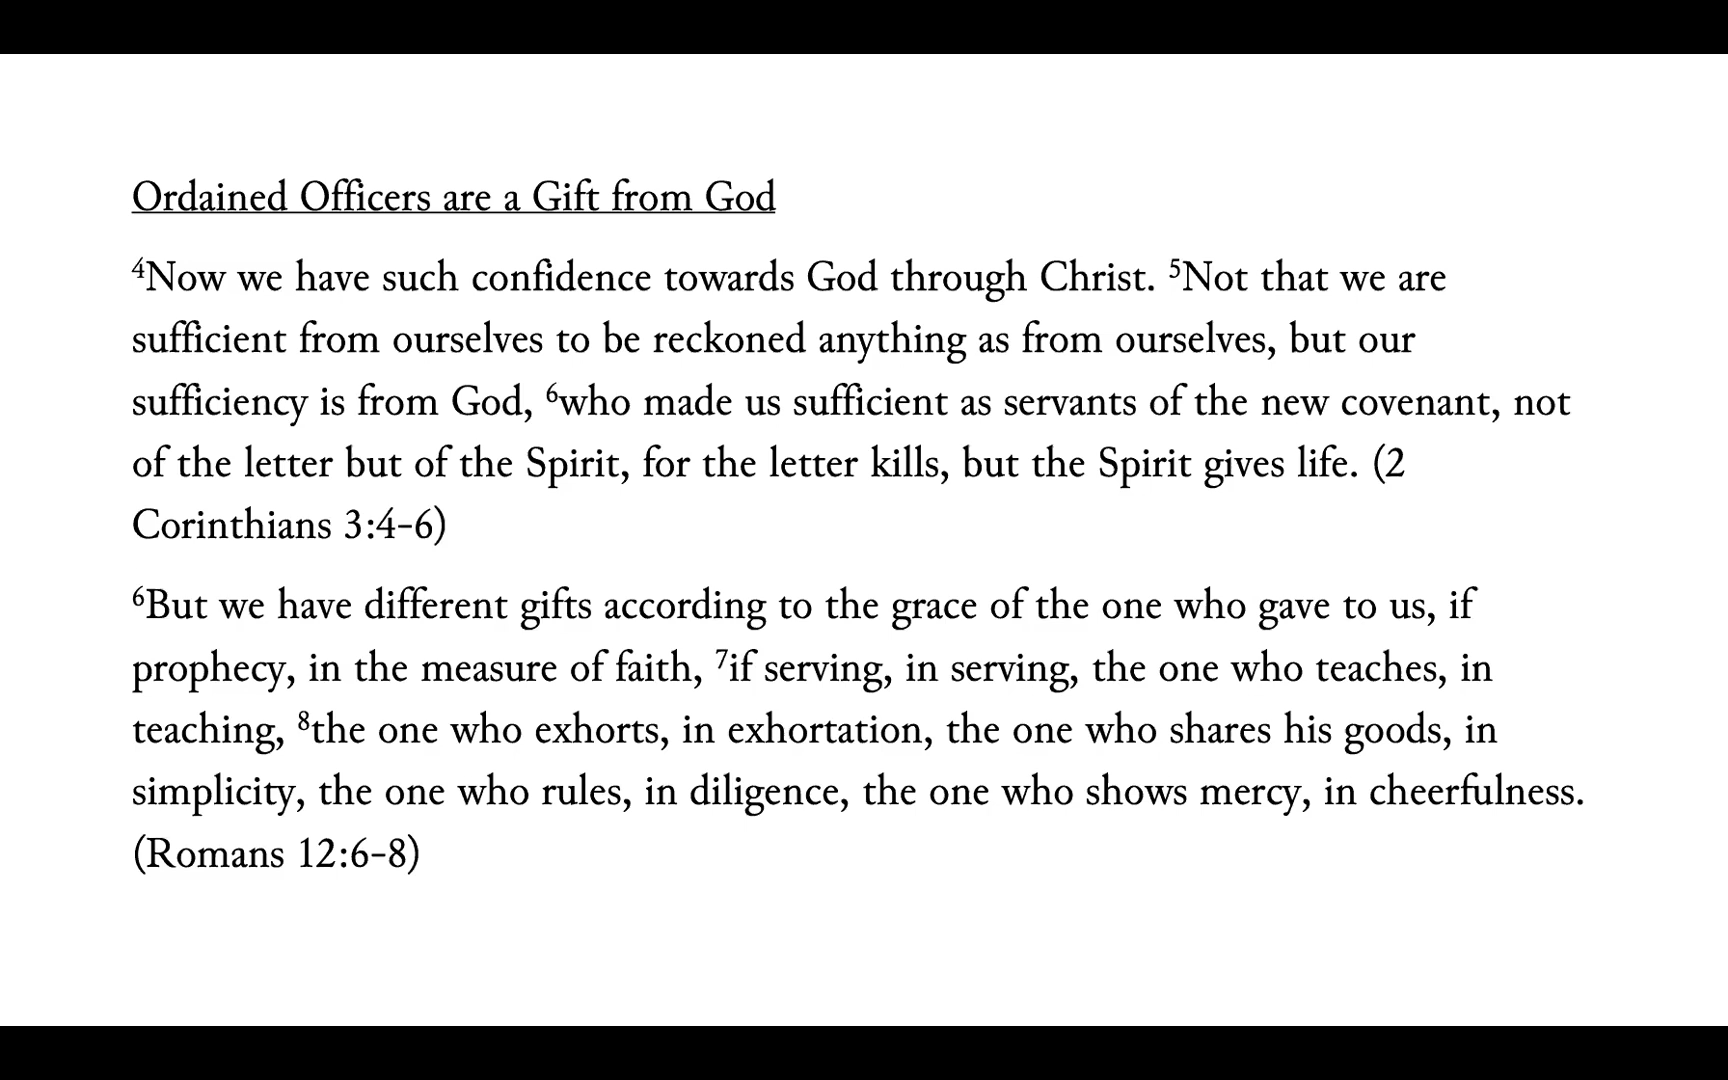 Ordained Officers are a Gift from God
⁴Now we have such confidence towards God through Christ. ⁵Not that we are
sufficient from ourselves to be reckoned anything as from ourselves, but our
sufficiency is from God, ⁶who made us sufficient as servants of the new covenant, not
of the letter but of the Spirit, for the letter kills, but the Spirit gives life. (2
Corinthians 3:4-6)
⁶But we have different gifts according to the grace of the one who gave to us, if
prophecy, in the measure of faith, ⁷if serving, in serving, the one who teaches, in
teaching, ⁸the one who exhorts, in exhortation, the one who shares his goods, in
simplicity, the one who rules, in diligence, the one who shows mercy, in cheerfulness.
(Romans 12:6-8)